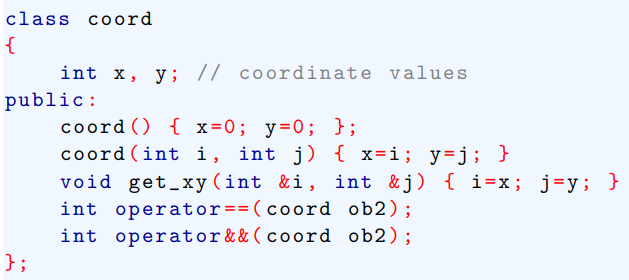 class coord
{
    int x, y; // coordinate values
public:
    coord() { x=0; y=0; };
    coord(int i, int j) { x=i; y=j; }
    void get_xy(int &i, int &j) { i=x; j=y; }
    int operator==(coord ob2);
    int operator&&(coord ob2);
};